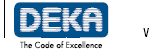 DEKA
The Code of Excellence
V